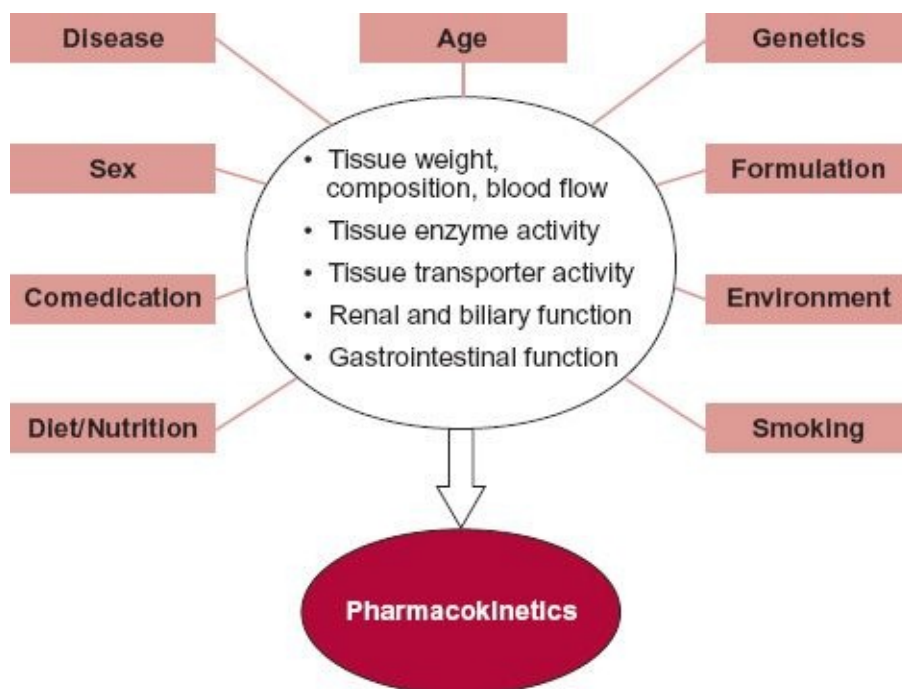 Disease
Age
Genetics
Sex
Formulation
Comedication
Environment
Diet/Nutrition
Smoking
• Tissue weight,
composition, blood flow
• Tissue enzyme activity
• Tissue transporter activity
• Renal and biliary function
• Gastrointestinal function
Pharmacokinetics